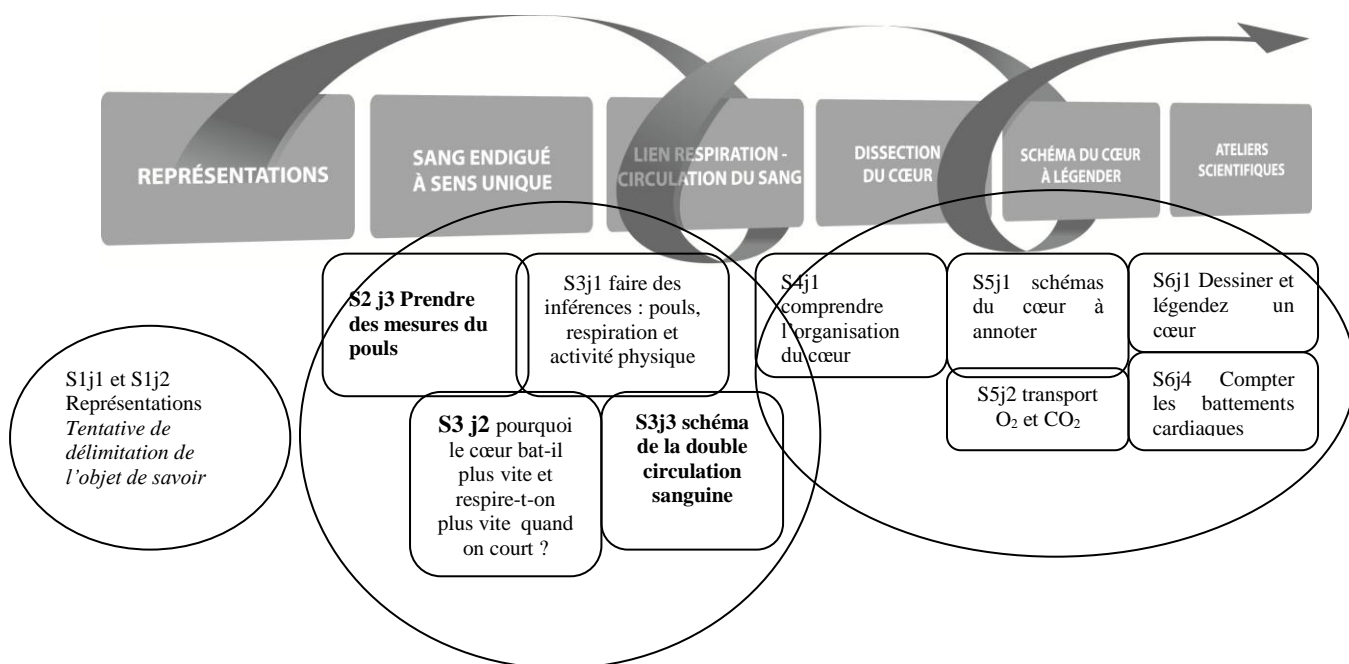 REPRÉSENTATIONS
SANG ENDIGUÉ
À SENS UNIQUE
LIEN RESPIRATION -
CIRCULATION DU SANG
DISSECTION
DU CŒUR
SCHÉMA DU CŒUR
À LÉGENDER
ATELIERS
SCIENTIFIQUES
S1j1 et S1j2
Représentations
Tentative de
délimitation de
l’objet de savoir
S2 j3 Prendre
des mesures du
pouls
S3j1 faire des
inférences : pouls,
respiration et
activité physique
S3 j2 pourquoi
le cœur bat-il
plus vite et
respire-t-on
plus vite quand
on court ?
S3j3 schéma
de la double
circulation
sanguine
S4j1
comprendre
l’organisation
du cœur
S5j1 schémas
du cœur à
annoter
S5j2 transport
O₂ et CO₂
S6j1 Dessiner et
légendez un
cœur
S6j4 Compter
les battements
cardiaques